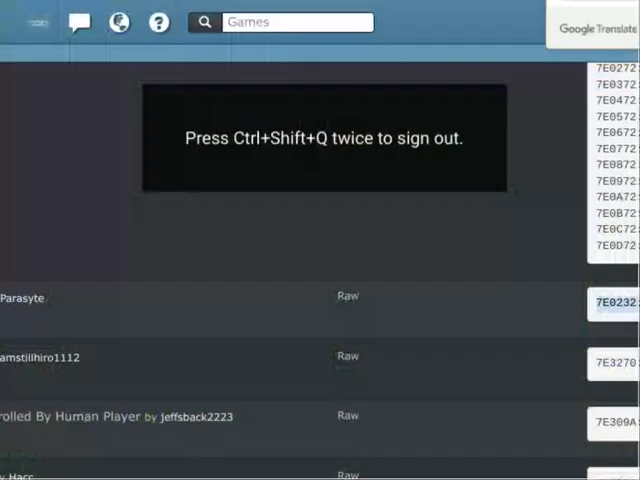 Games
Google Translate
7E0272:
7E0372:
7E0472:
7E0572:
7E0672:
7E0772:
7E0872:
7E0972:
7E0A72:
7E0B72:
7E0C72:
7E0D72:
Press Ctrl+Shift+Q twice to sign out.
Parasyte Raw 7E0232:
amstillhiro1112 Raw 7E3270:
rolled By Human Player by jeffsback2223 Raw 7E309A:
y Hacc Raw